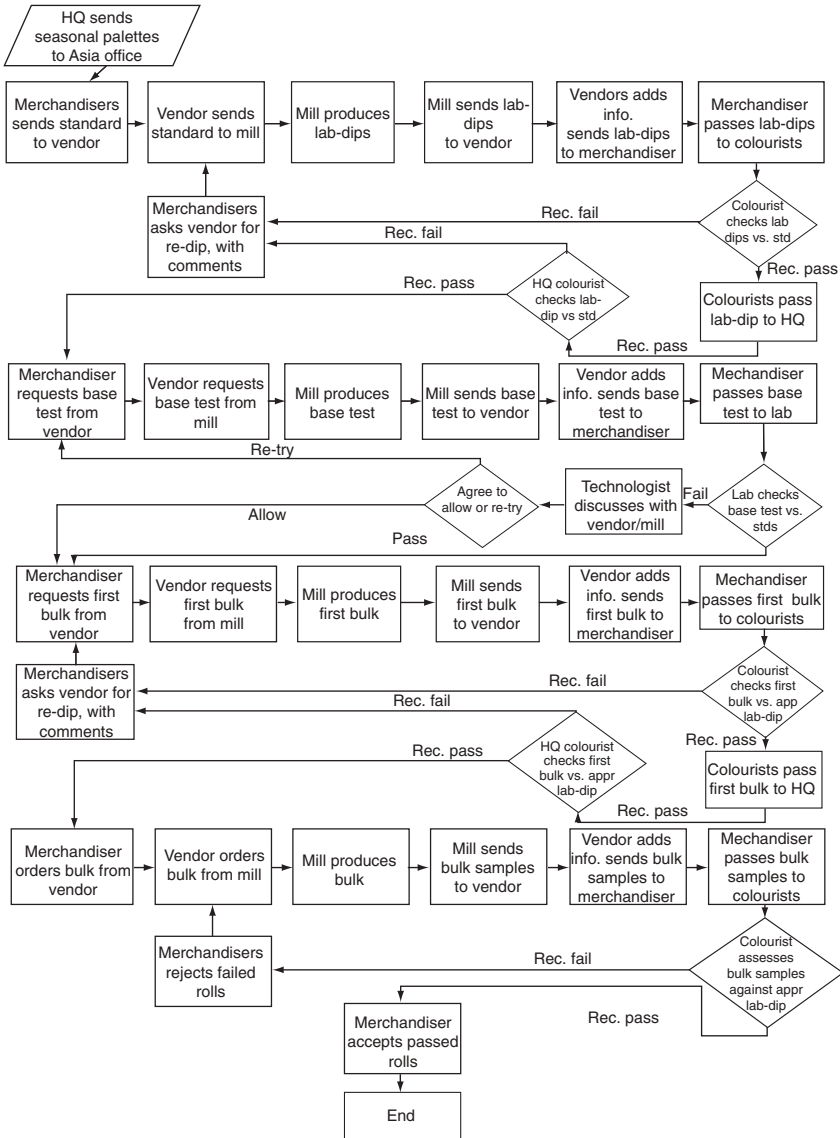 HQ sends
seasonal palettes
to Asia office
Merchandisers
sends standard
to vendor
Vendor sends
standard to mill
Mill produces
lab-dips
Mill sends lab-
dips
to vendor
Vendors adds
info.
sends lab-dips
to merchandiser
Merchandiser
passes lab-dips
to colourists
Merchandisers
asks vendor for
re-dip, with
comments
Rec. fail
Rec. fail
Colourist
checks lab
dips vs. std
Rec. pass
Rec. pass
HQ colourist
checks lab-
dip vs std
Colourists pass
lab-dip to HQ
Rec. pass
Merchandiser
requests base
test from
vendor
Vendor requests
base test from
mill
Mill produces
base test
Mill sends base
test to vendor
Vendor adds
info. sends base
test to
merchandiser
Mechandiser
passes base
test to lab
Re-try
Agree to
allow or re-try
Technologist
discusses with
vendor/mill
Fail
Lab checks
base test vs.
stds
Allow
Pass
Merchandiser
requests first
bulk from
vendor
Vendor requests
first bulk
from mill
Mill produces
first bulk
Mill sends
first bulk
to vendor
Vendor adds
info. sends
first bulk to
merchandiser
Mechandiser
passes first bulk
to colourists
Merchandisers
asks vendor for
re-dip, with
comments
Rec. fail
Rec. fail
Colourist
checks first
bulk vs. app
lab-dip
Rec. pass
Rec. pass
HQ colourist
checks first
bulk vs. appr
lab-dip
Colourists pass
first bulk to HQ
Rec. pass
Merchandiser
orders bulk from
vendor
Vendor orders
bulk from mill
Mill produces
bulk
Mill sends
bulk samples
to vendor
Vendor adds
info. sends bulk
samples to
merchandiser
Mechandiser
passes bulk
samples to
colourists
Merchandisers
rejects failed
rolls
Rec. fail
Colourist
assesses
bulk samples
against appr
lab-dip
Rec. pass
Merchandiser
accepts passed
rolls
End